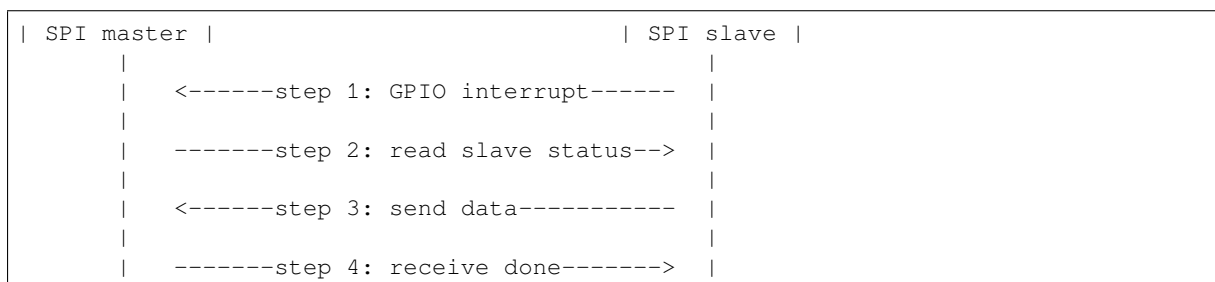 | SPI master |                                 | SPI slave |
      |                                            |
      |   <------step 1: GPIO interrupt------  |
      |                                            |
      |   -------step 2: read slave status-->  |
      |                                            |
      |   <------step 3: send data-----------  |
      |                                            |
      |   -------step 4: receive done------->  |